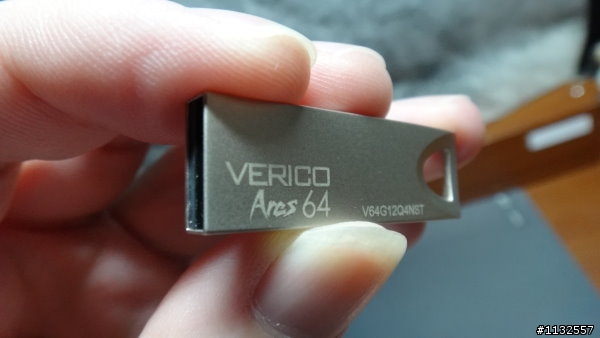 VERICO
Ares 64
V64G12Q4NST
#1132557